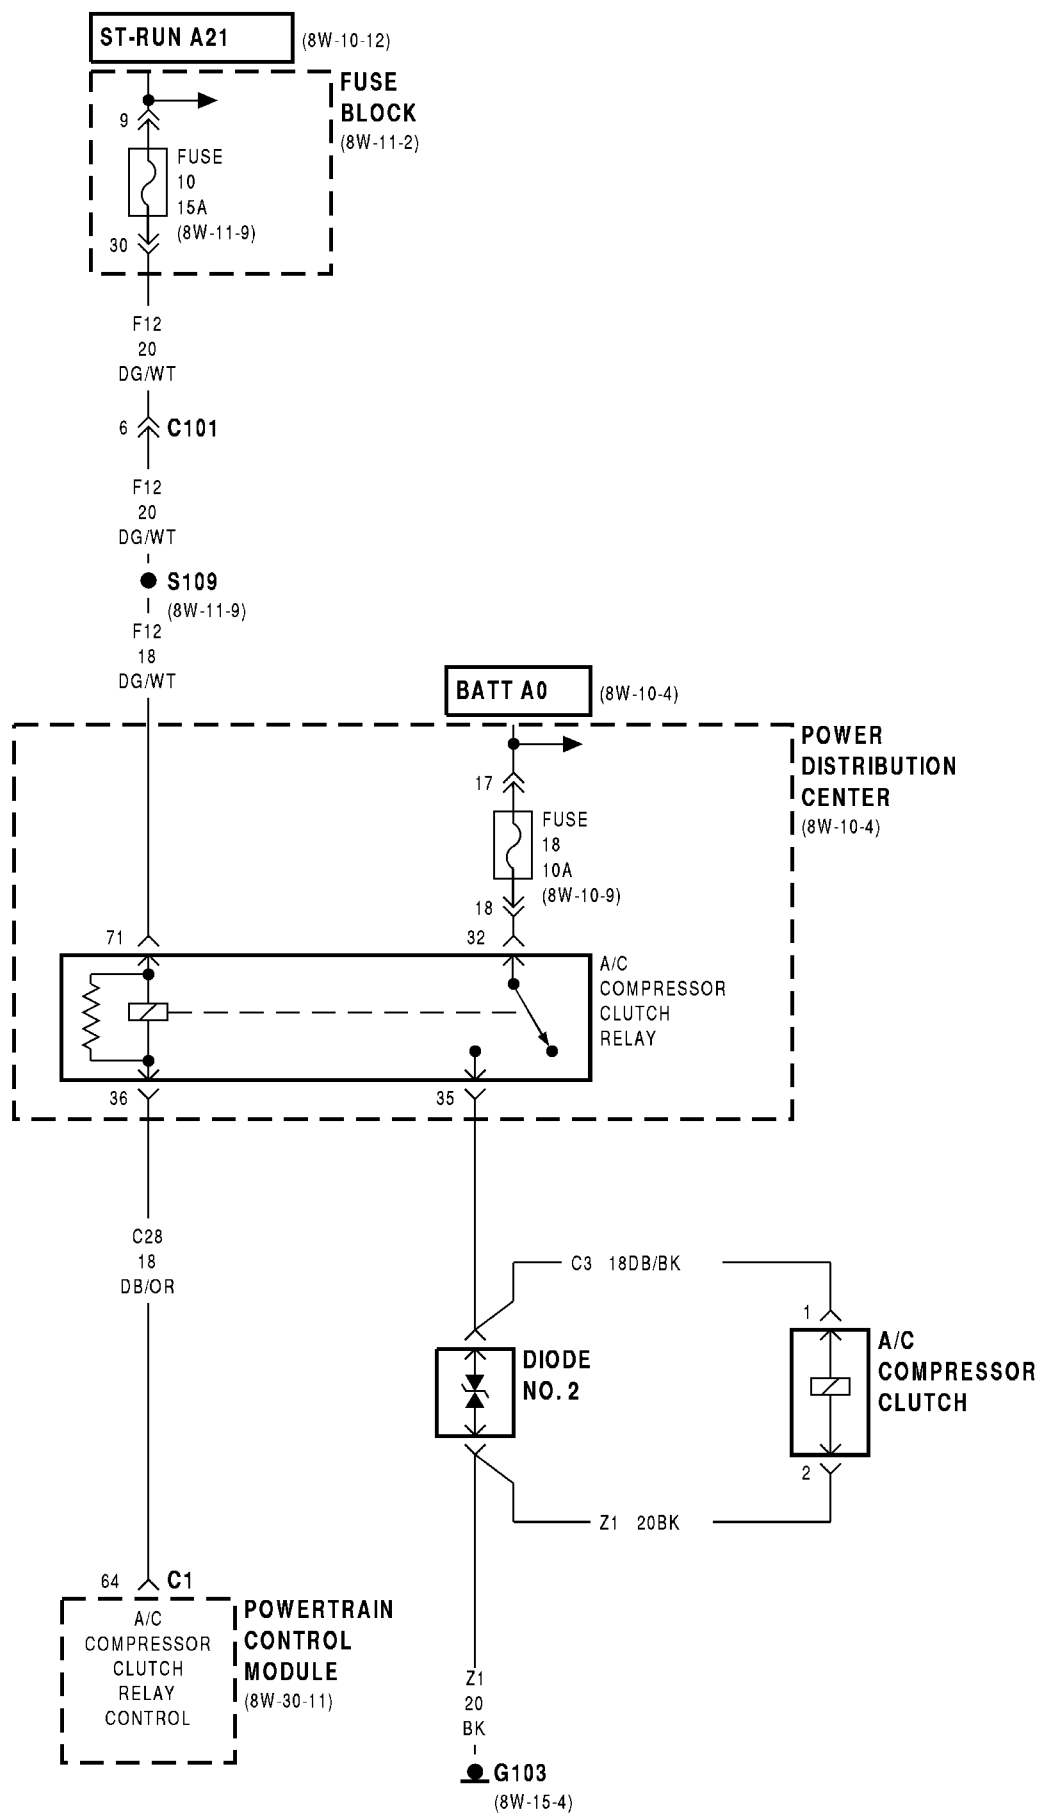 ST-RUN A21
(8W-10-12)
FUSE
BLOCK
(8W-11-2)
9
FUSE
10
15A
(8W-11-9)
30
F12
20
DG/WT
6
C101
F12
20
DG/WT
S109
(8W-11-9)
F12
18
DG/WT
BATT A0
(8W-10-4)
POWER
DISTRIBUTION
CENTER
(8W-10-4)
17
FUSE
18
10A
(8W-10-9)
18
71
32
A/C
COMPRESSOR
CLUTCH
RELAY
36
35
C28
18
DB/OR
C3 18DB/BK
1
A/C
COMPRESSOR
CLUTCH
DIODE
NO. 2
2
Z1 20BK
64
C1
A/C
COMPRESSOR
CLUTCH
RELAY
CONTROL
POWERTRAIN
CONTROL
MODULE
(8W-30-11)
Z1
20
BK
G103
(8W-15-4)